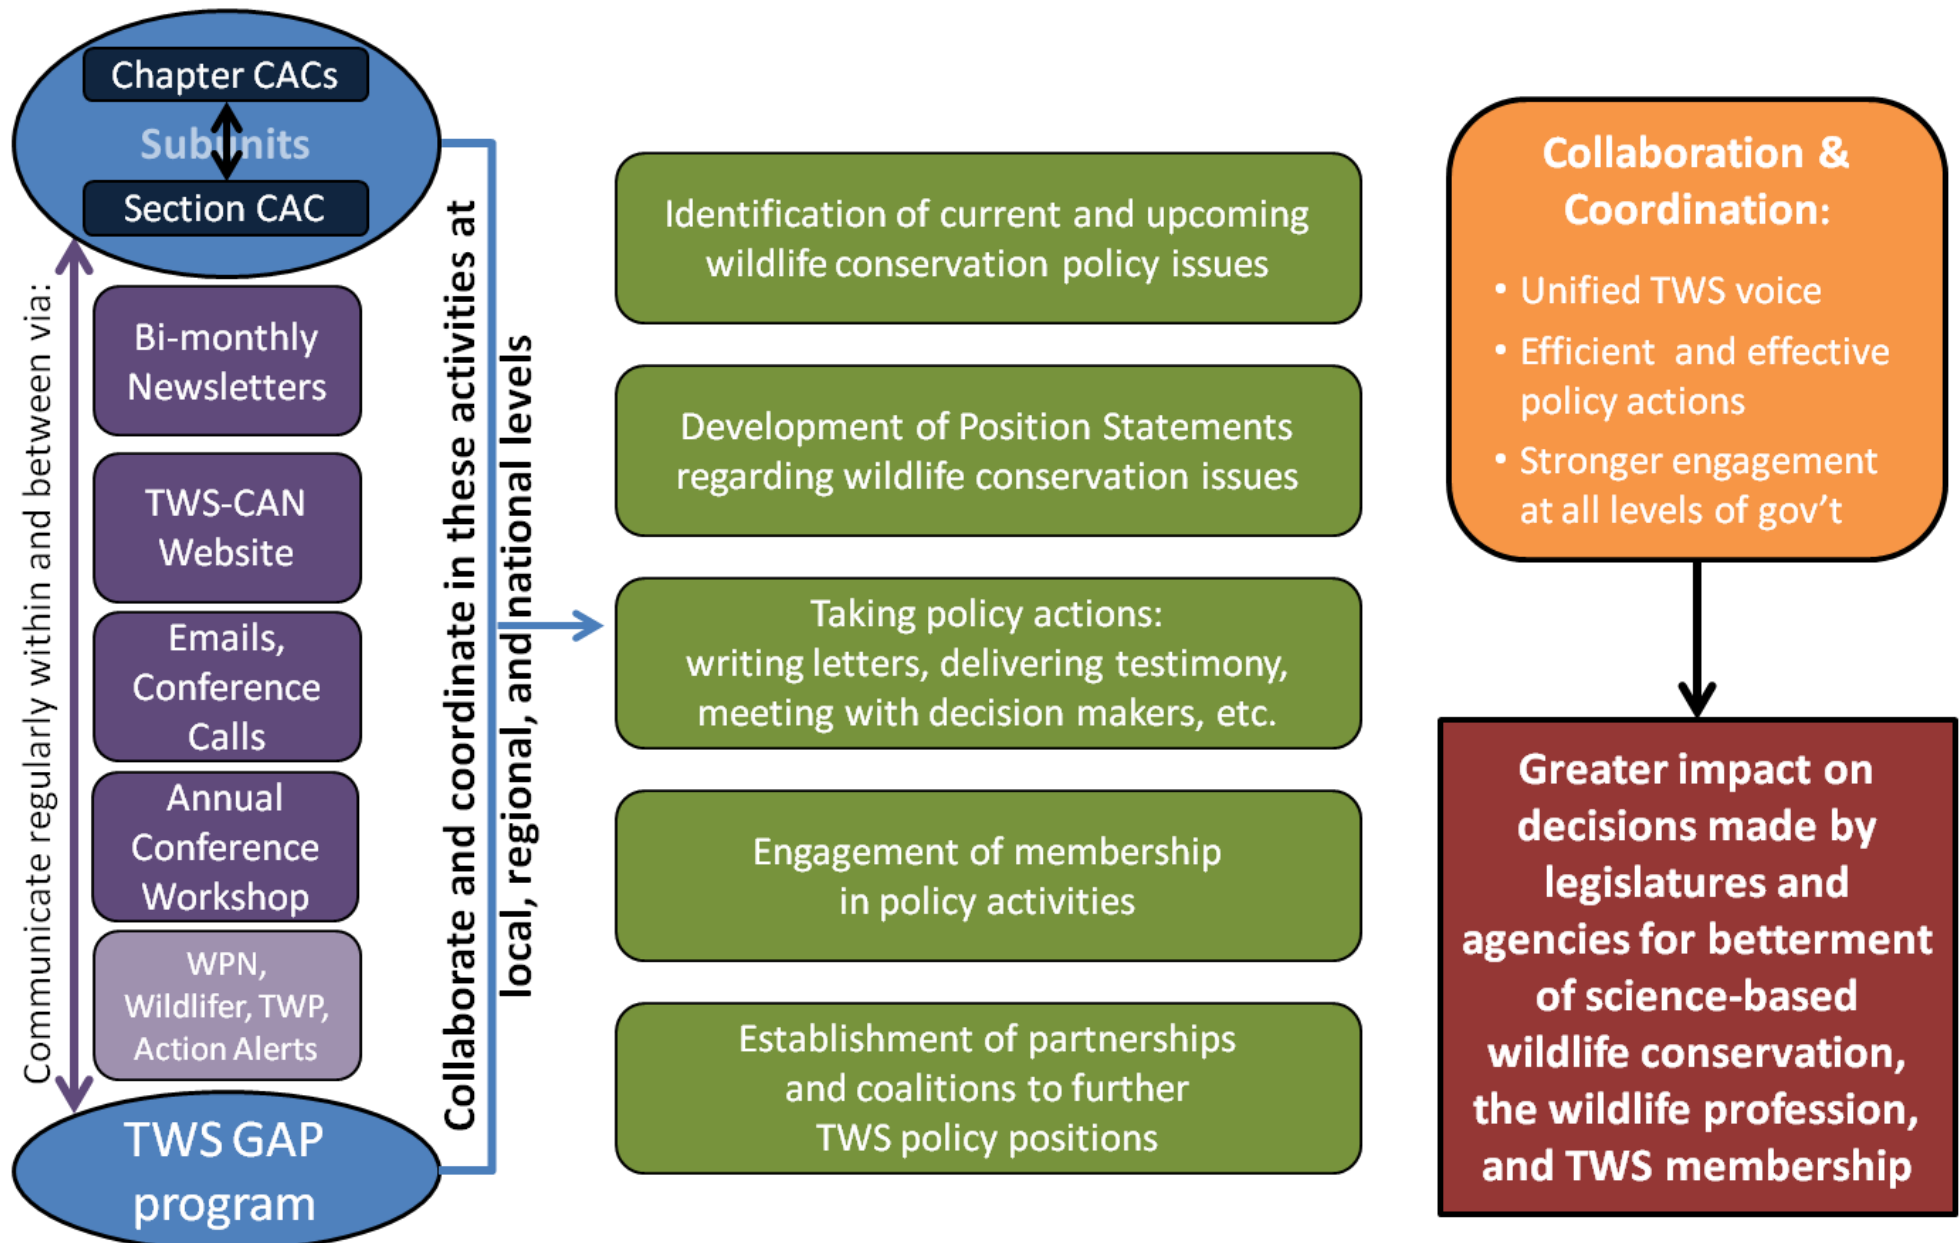 Chapter CACs
Subunits
Section CAC
Communicate regularly within and between via:
Bi-monthly
Newsletters
TWS-CAN
Website
Emails,
Conference
Calls
Annual
Conference
Workshop
WPN,
Wildlifer, TWP,
Action Alerts
TWS GAP
program
Collaborate and coordinate in these activities at
local, regional, and national levels
Identification of current and upcoming
wildlife conservation policy issues
Development of Position Statements
regarding wildlife conservation issues
Taking policy actions:
writing letters, delivering testimony,
meeting with decision makers, etc.
Engagement of membership
in policy activities
Establishment of partnerships
and coalitions to further
TWS policy positions
Collaboration &
Coordination:
• Unified TWS voice
• Efficient and effective
policy actions
• Stronger engagement
at all levels of gov’t
Greater impact on
decisions made by
legislatures and
agencies for betterment
of science-based
wildlife conservation,
the wildlife profession,
and TWS membership